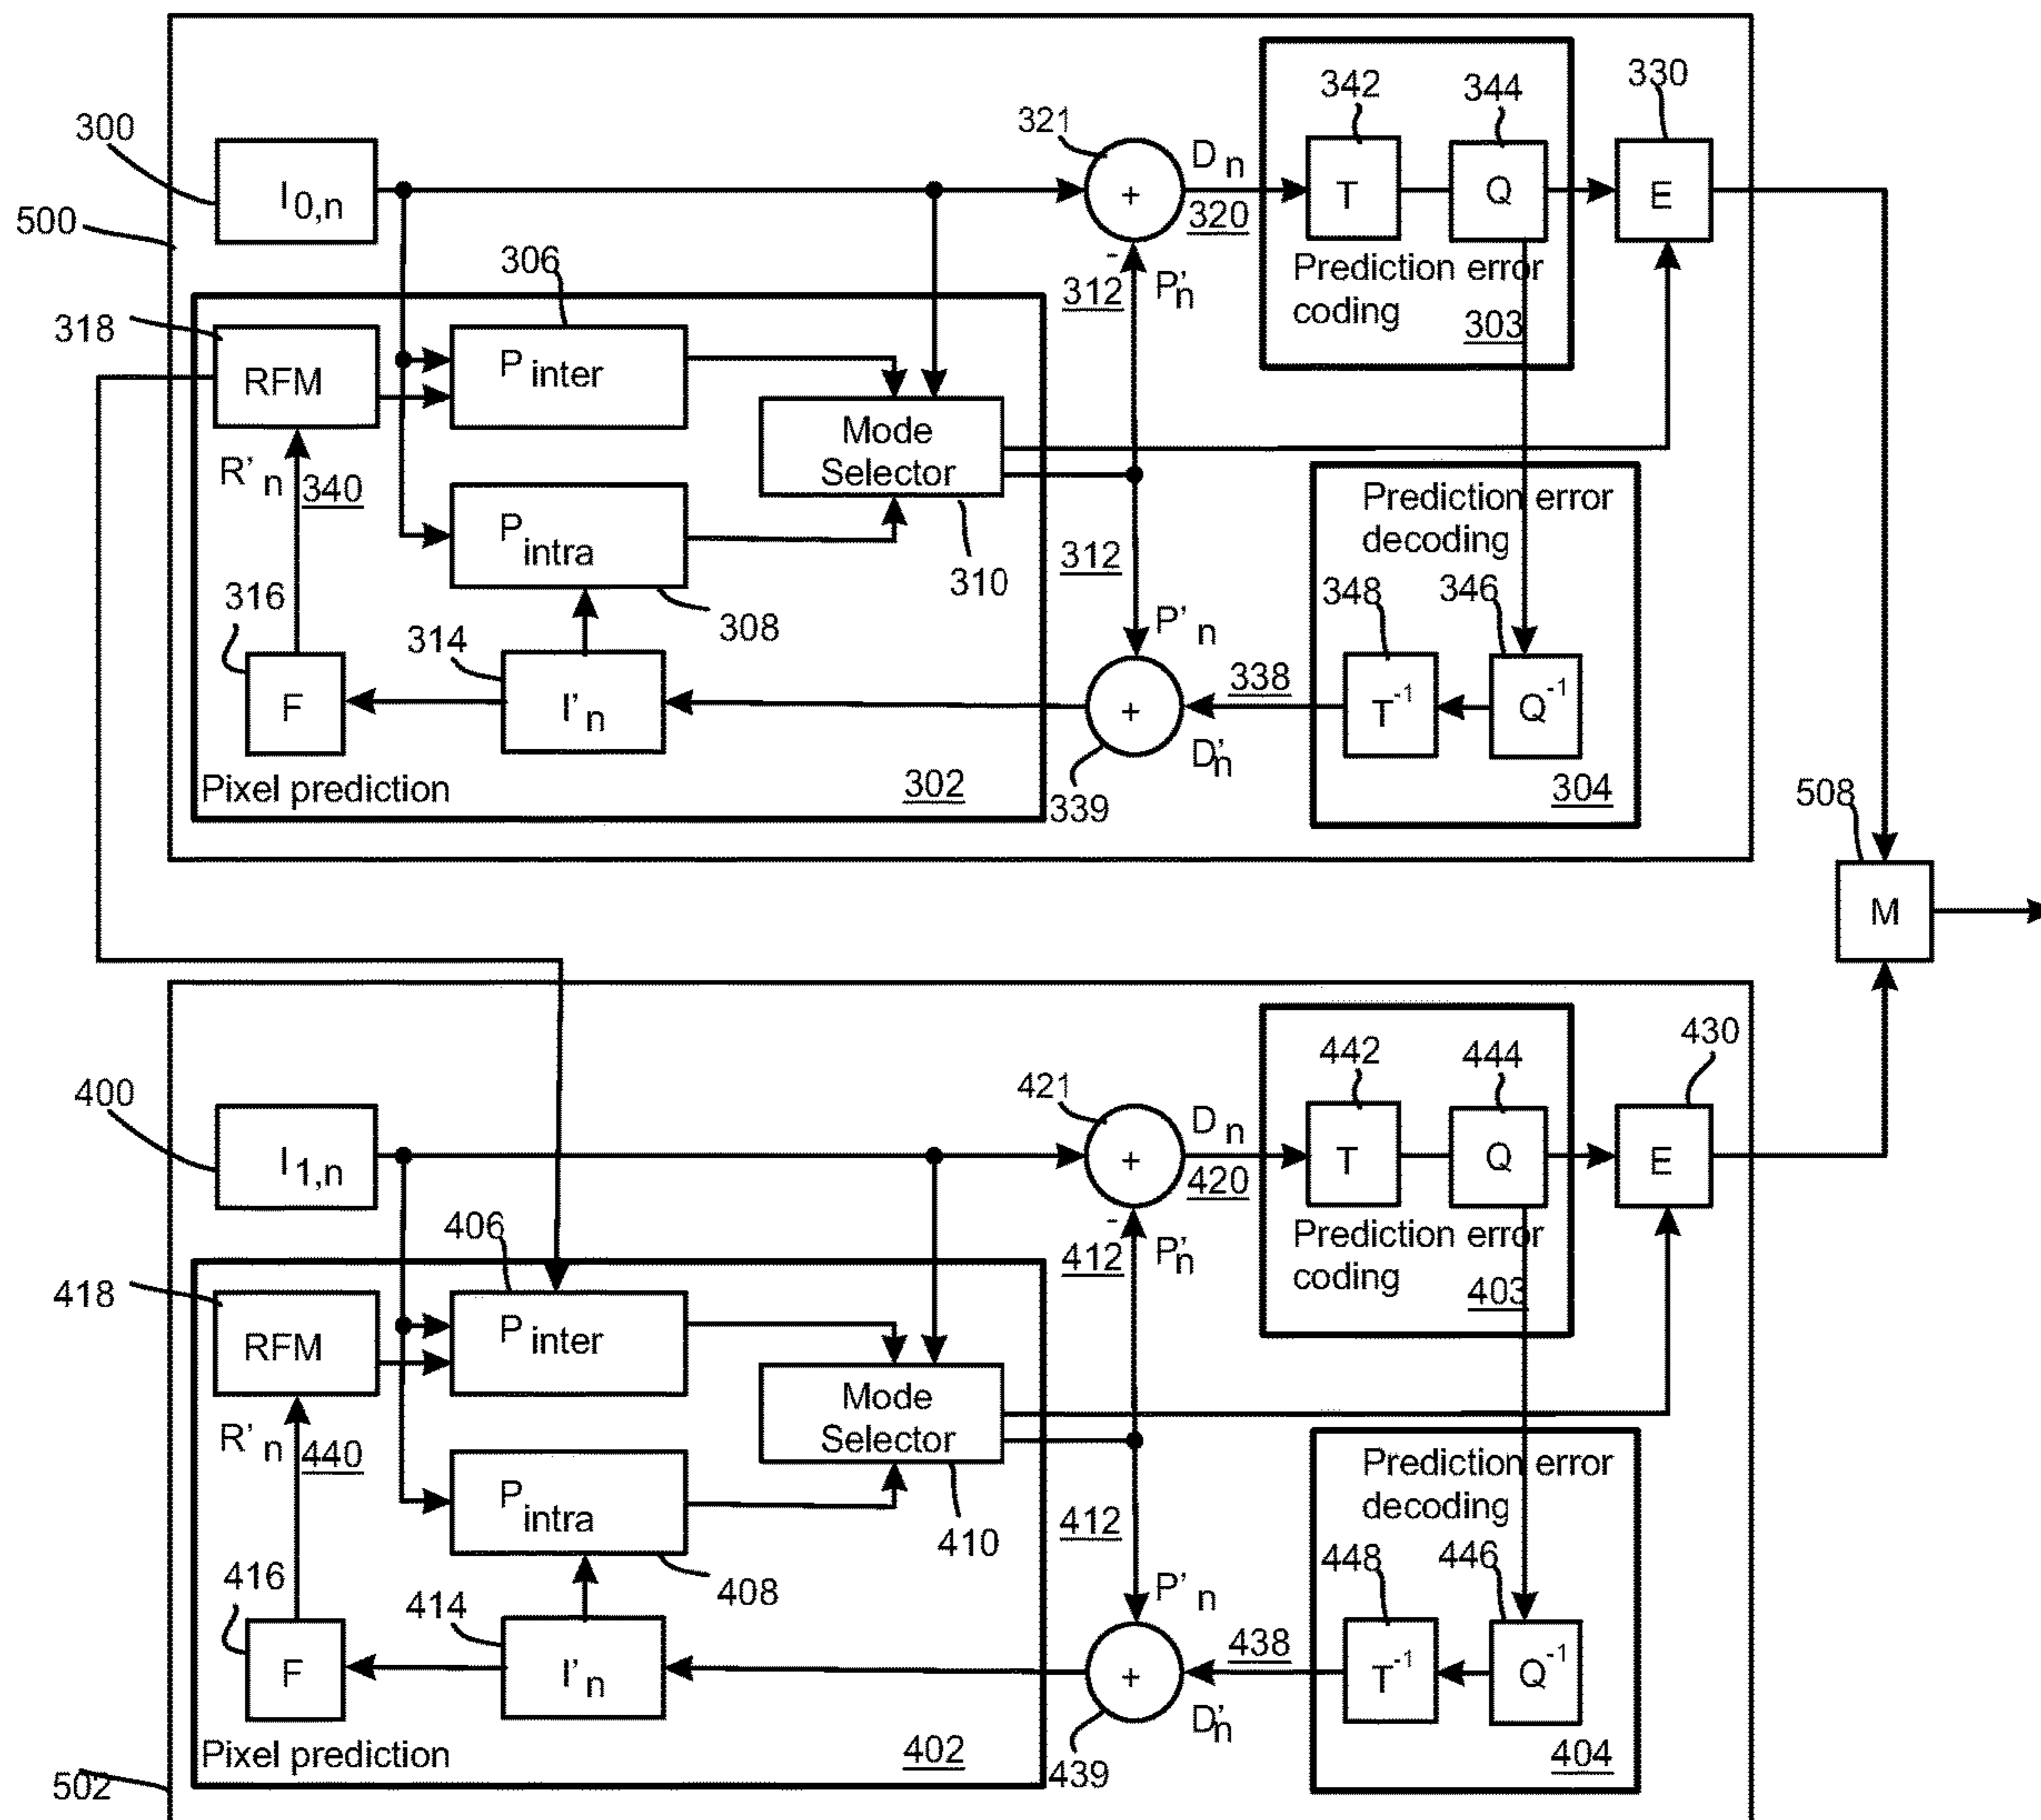 300
500
I 0,n
321
+
D n
320
342
344
T
Q
Prediction error
coding
303
330
E
306
312
-
P'n
318
RFM
P inter
Mode
Selector
310
R' n
340
P intra
308
312
P' n
316
F
314
I' n
Pixel prediction
302
339
+
338
D'n
Prediction error
decoding
348
346
T -1
Q -1
304
508
M
400
I 1,n
421
+
D n
420
442
444
T
Q
Prediction error
coding
403
430
E
406
412
-
P'n
418
RFM
P inter
Mode
Selector
410
R' n
440
P intra
408
412
P' n
416
F
414
I' n
Pixel prediction
402
439
+
438
D'n
Prediction error
decoding
448
446
T -1
Q -1
404
502